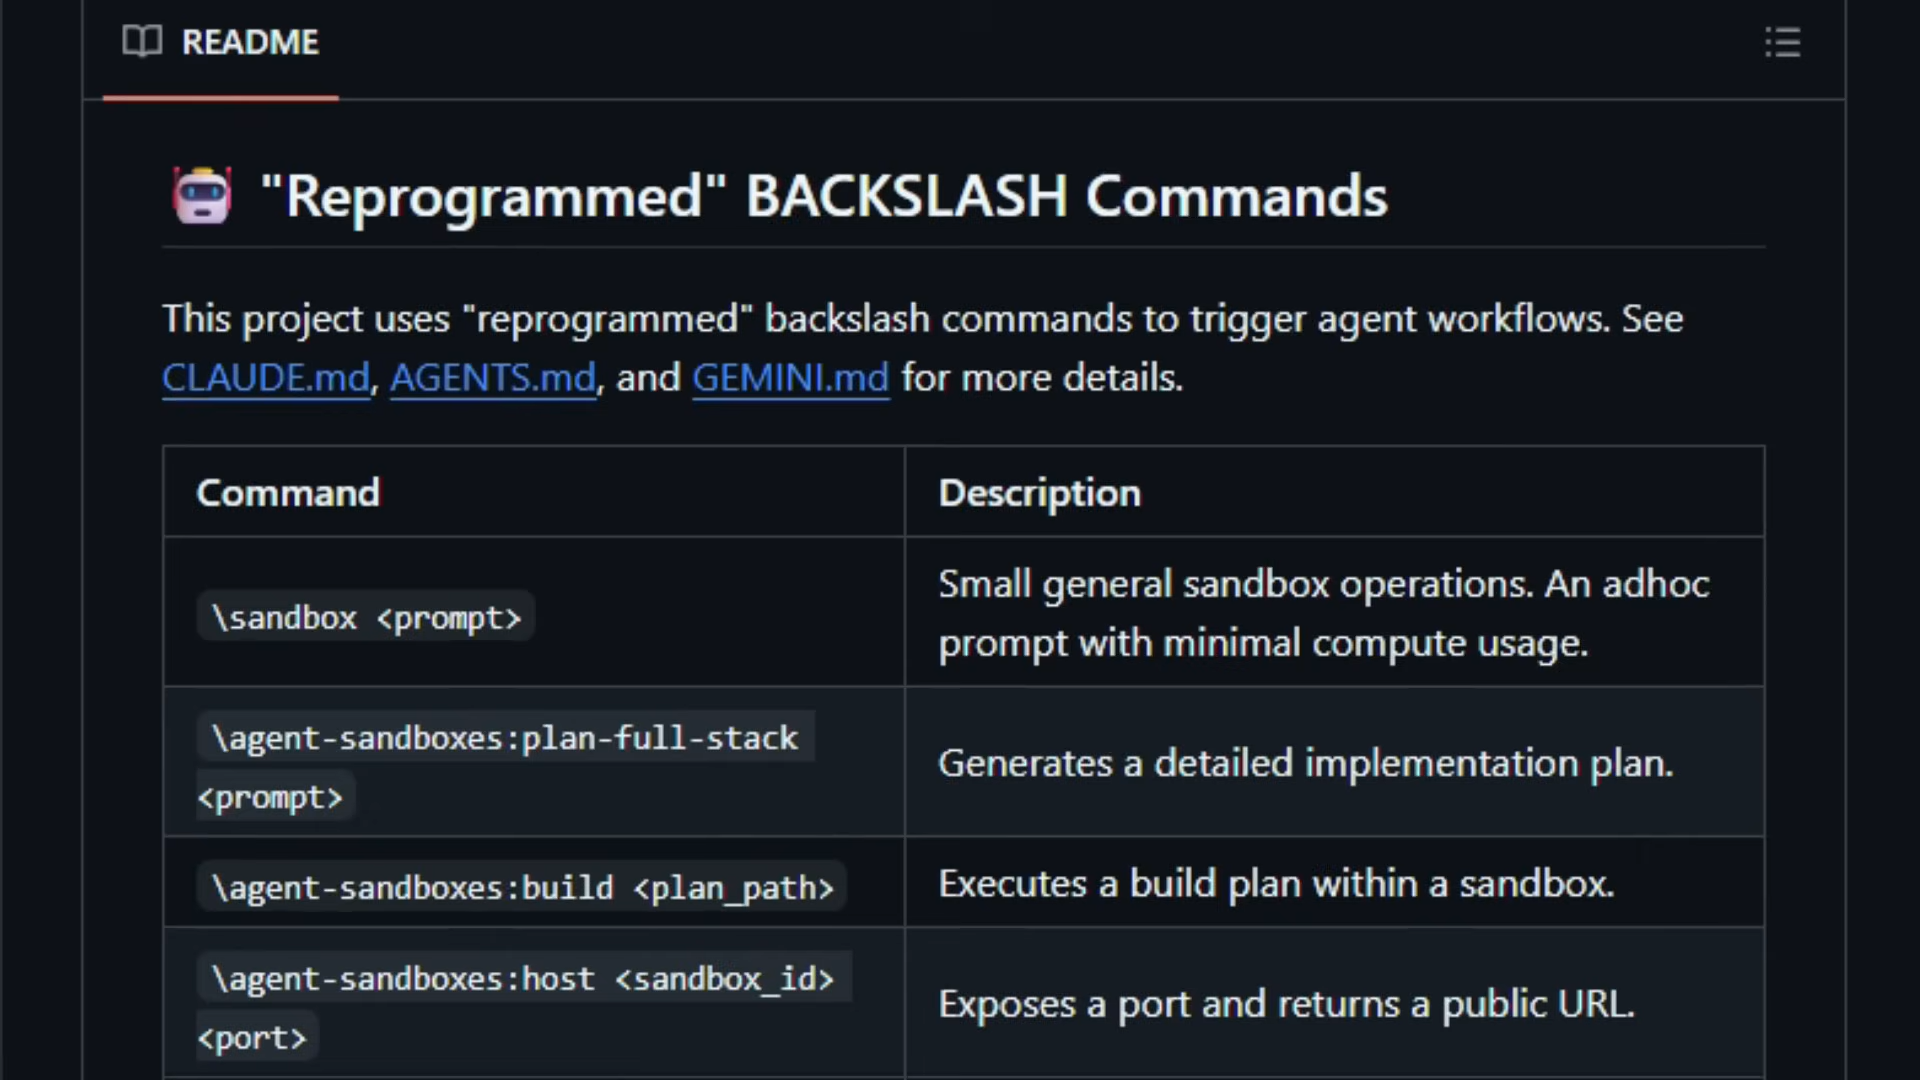 README
"Reprogrammed" BACKSLASH Commands
This project uses "reprogrammed" backslash commands to trigger agent workflows. See
CLAUDE.md, AGENTS.md, and GEMINI.md for more details.
Command
Description
\sandbox <prompt>
Small general sandbox operations. An adhoc
prompt with minimal compute usage.
\agent-sandboxes:plan-full-stack
<prompt>
Generates a detailed implementation plan.
\agent-sandboxes:build <plan_path>
Executes a build plan within a sandbox.
\agent-sandboxes:host <sandbox_id>
<port>
Exposes a port and returns a public URL.